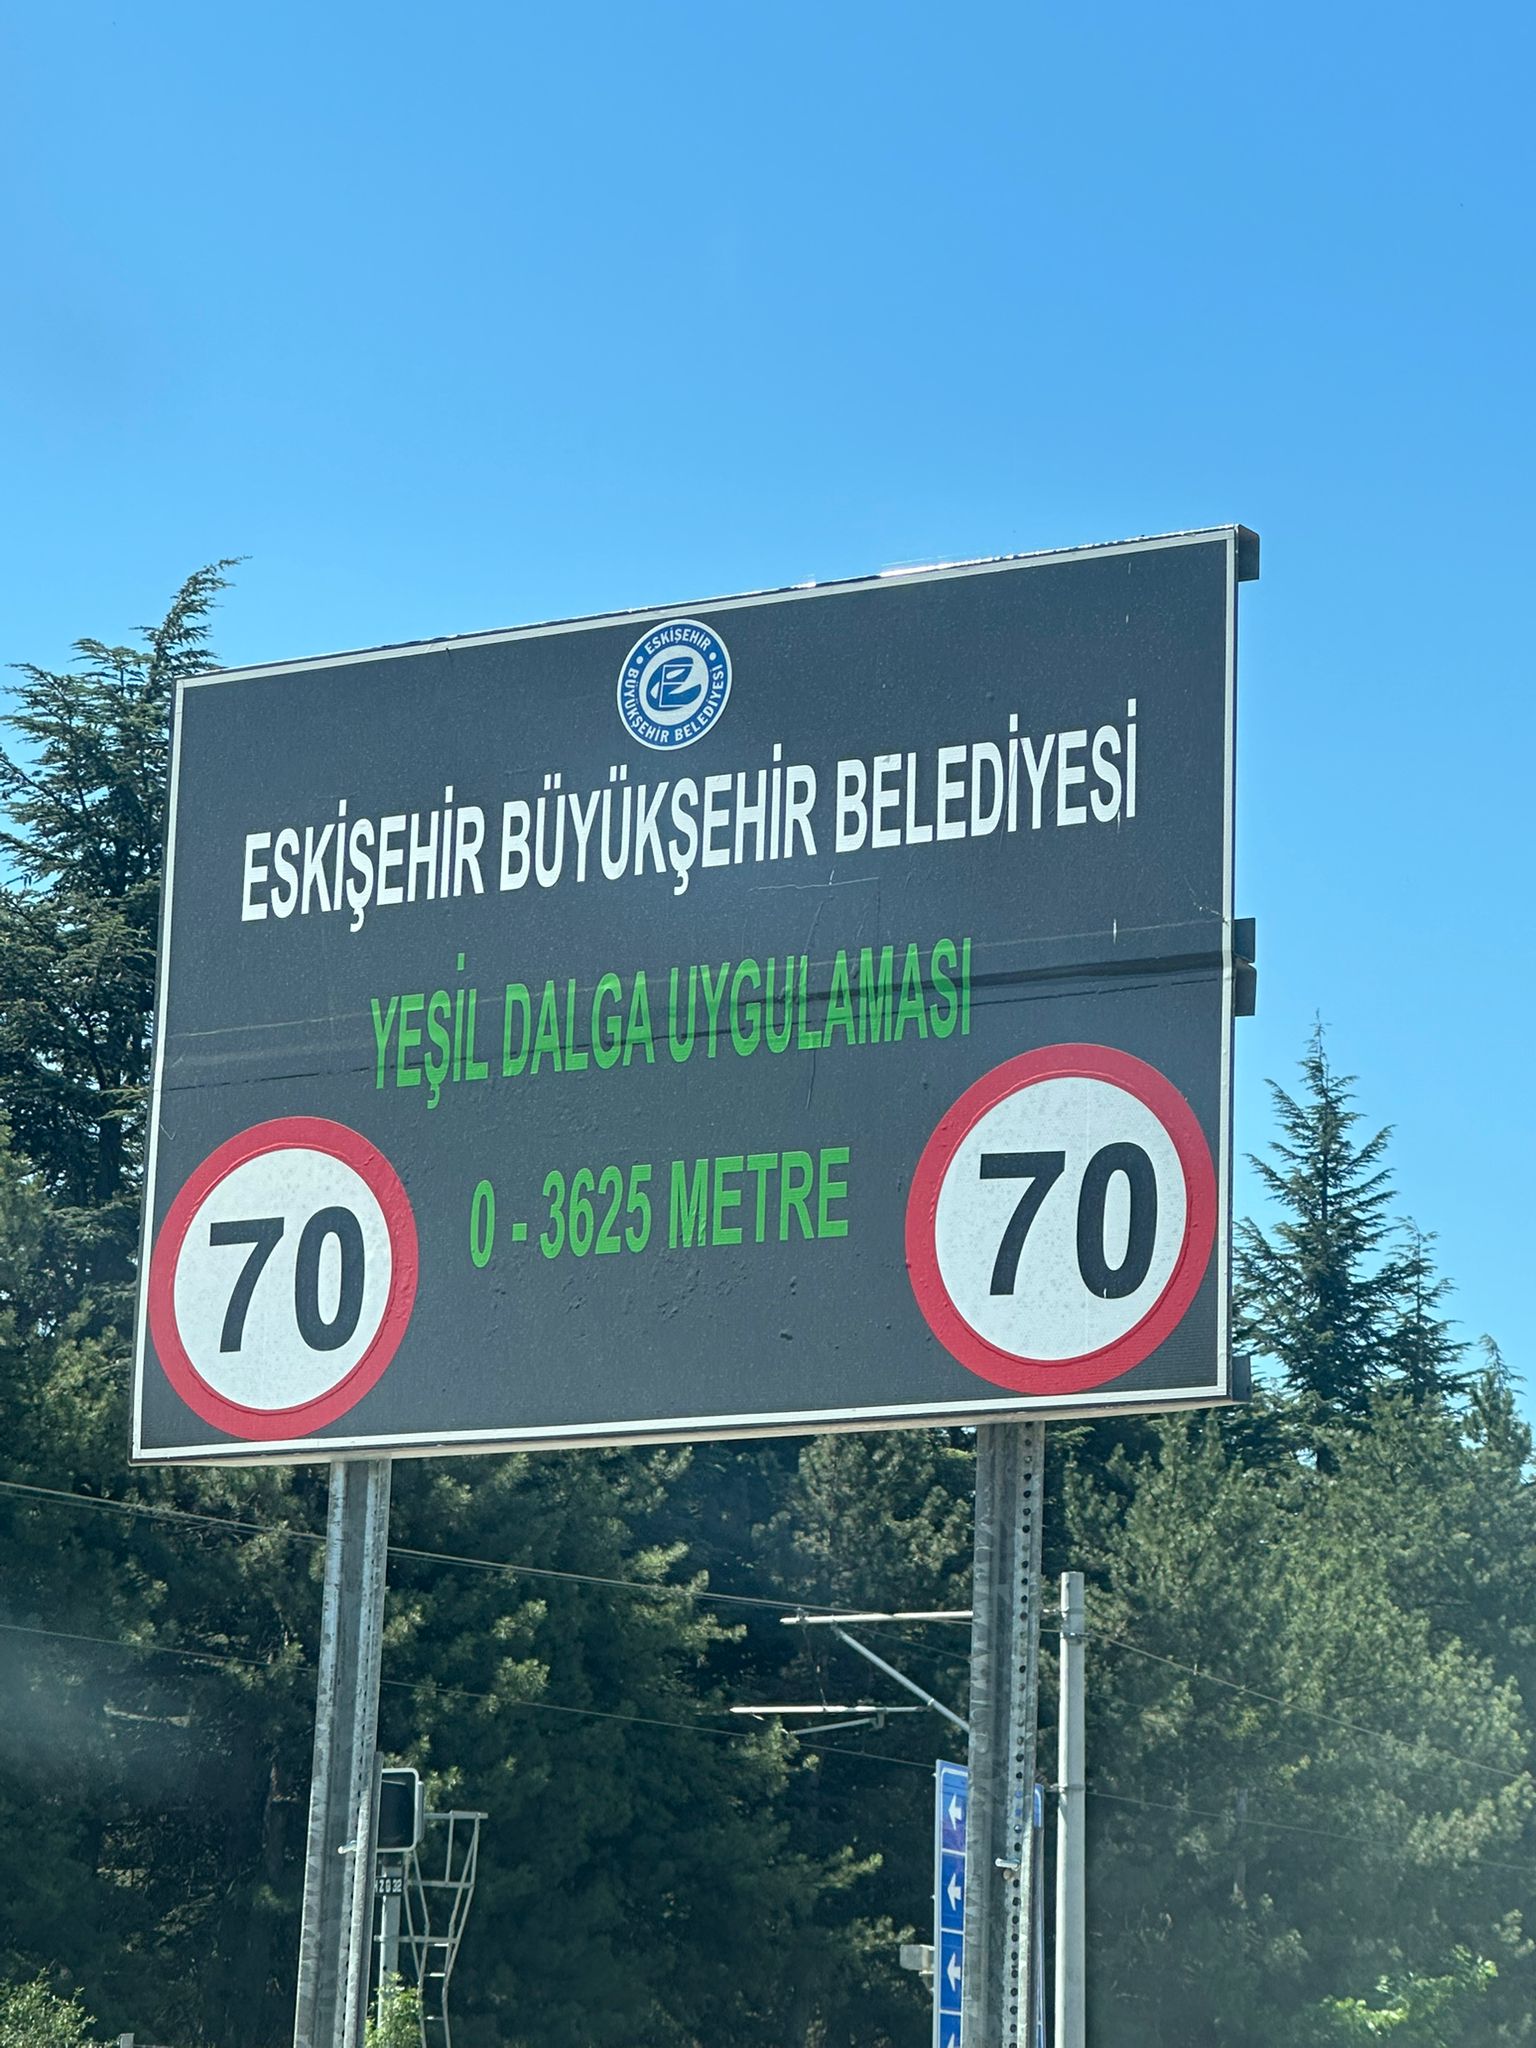 ESKİŞEHİR
BÜYÜKŞEHİR BELEDİYESİ
ESKİŞEHİR BÜYÜKŞEHİR BELEDİYESİ
YEŞİL DALGA UYGULAMASI
0 - 3625 METRE
70
70